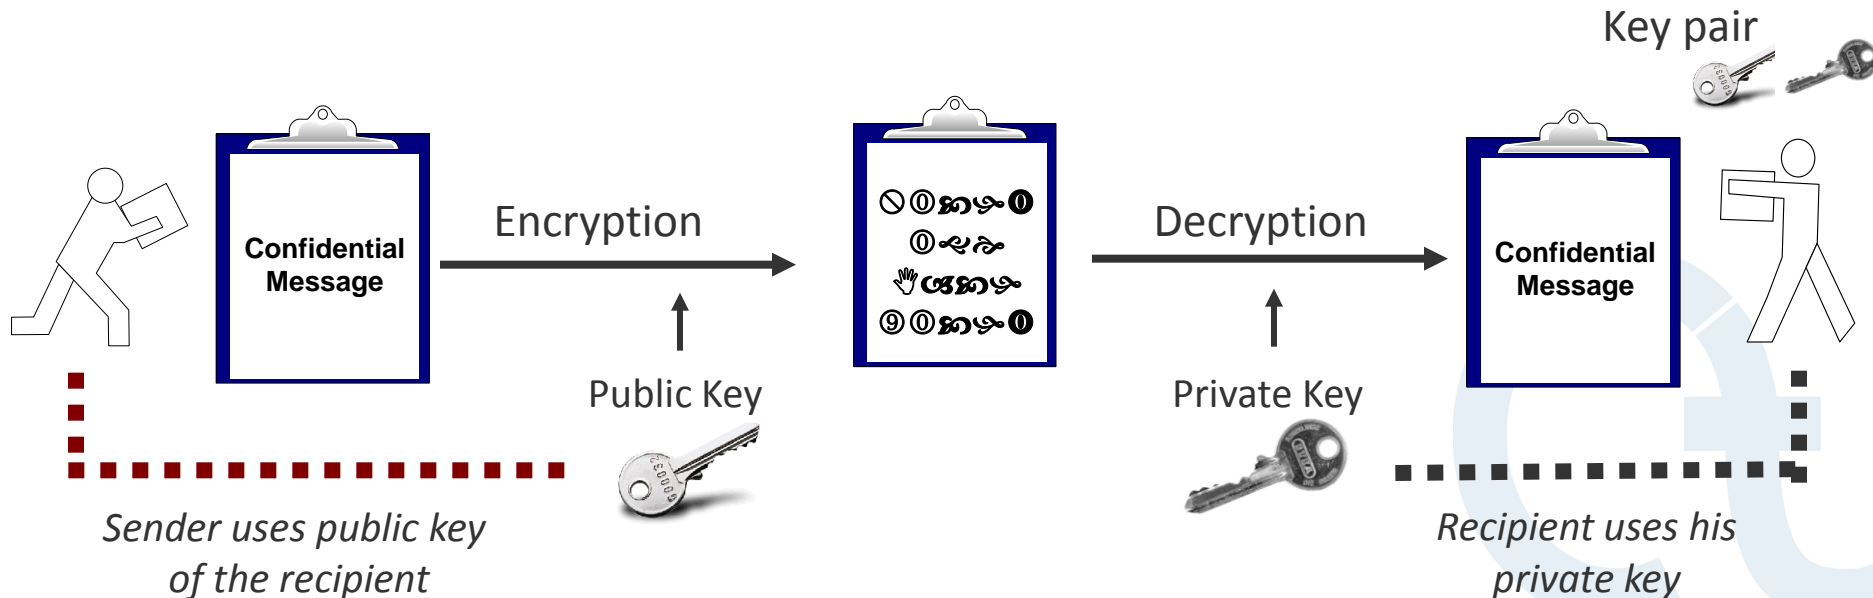 Key pair
Confidential
Message
Encryption
Decryption
Confidential
Message
Public Key
Private Key
Sender uses public key
of the recipient
Recipient uses his
private key